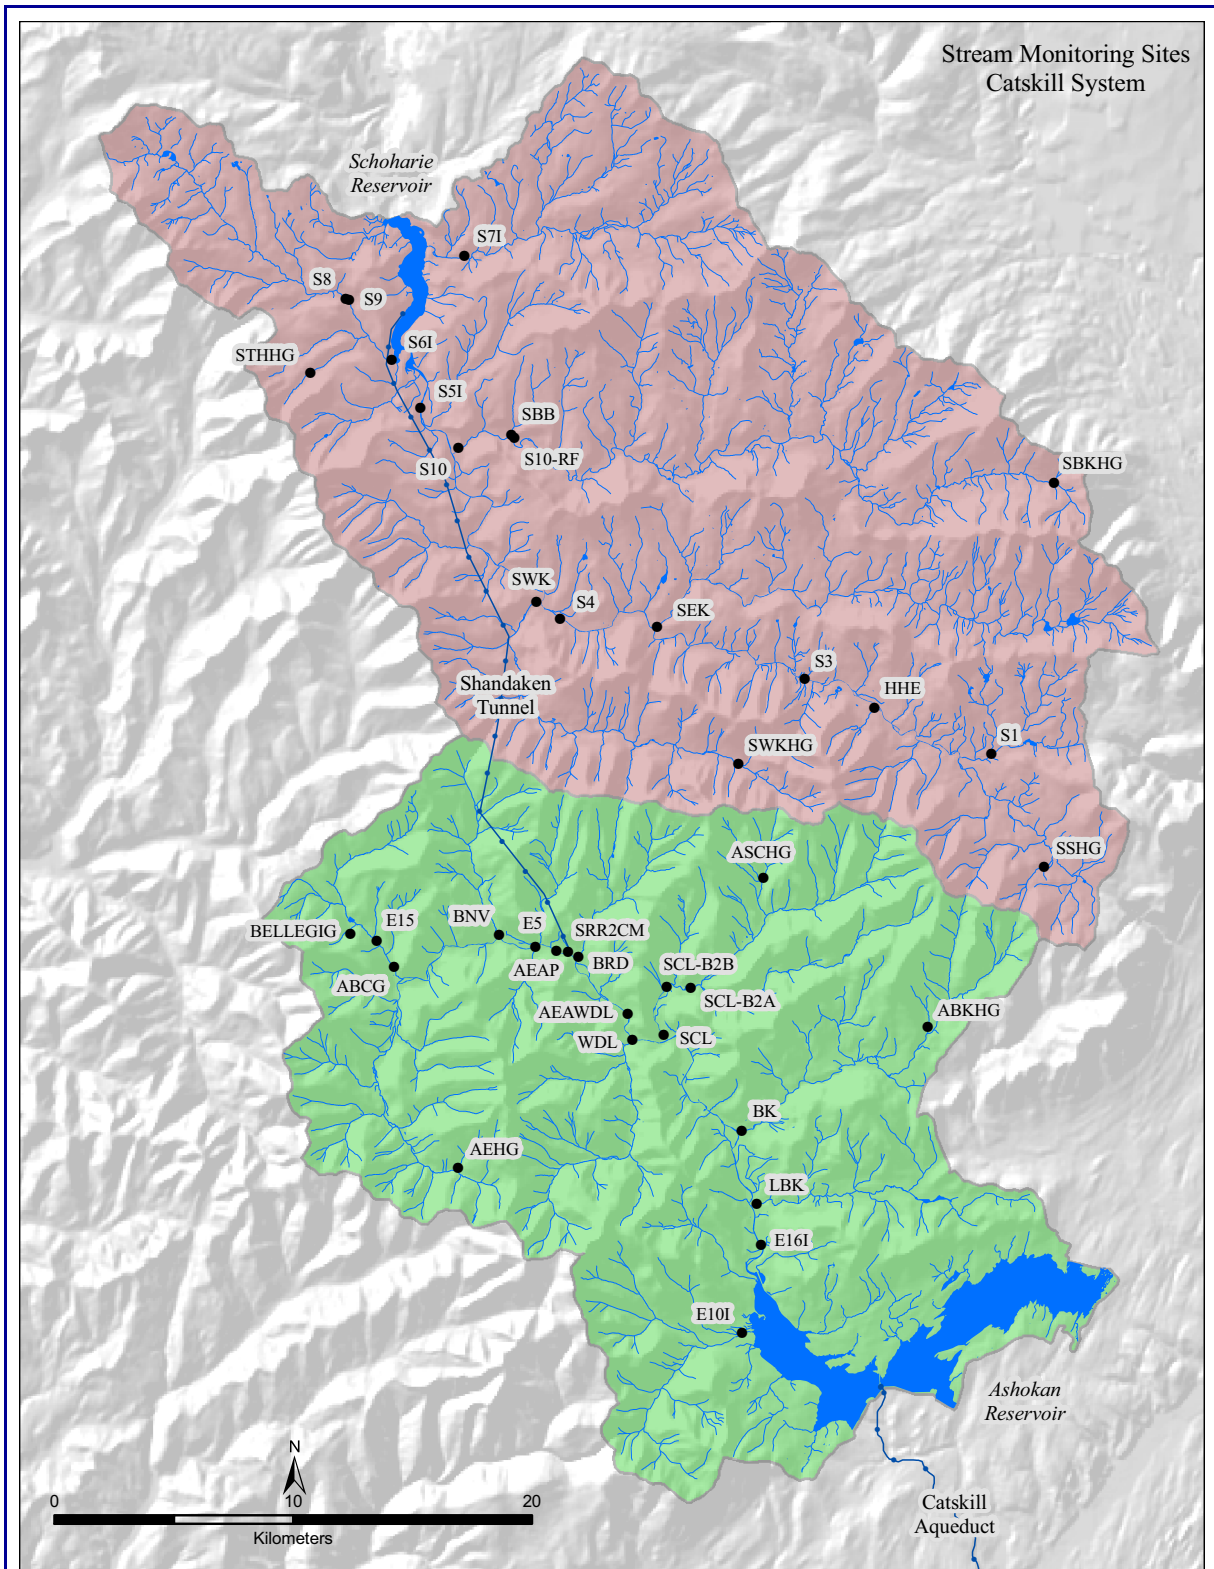 Stream Monitoring Sites
Catskill System
Schoharie
Reservoir
S7I
S8
S9
S6I
STHHG
S5I
SBB
S10-RF
S10
SBKHG
SWK
S4
SEK
S3
Shandaken
Tunnel
HHE
S1
SWKHG
ASCHG
SSHG
BELLEGIG
E15
BNV
E5
SRR2CM
AEAP
BRD
ABCG
SCL-B2B
SCL-B2A
AEAWDL
ABKHG
WDL
SCL
BK
AEHG
LBK
E16I
E10I
Ashokan
Reservoir
N
0
10
20
Kilometers
Catskill
Aqueduct